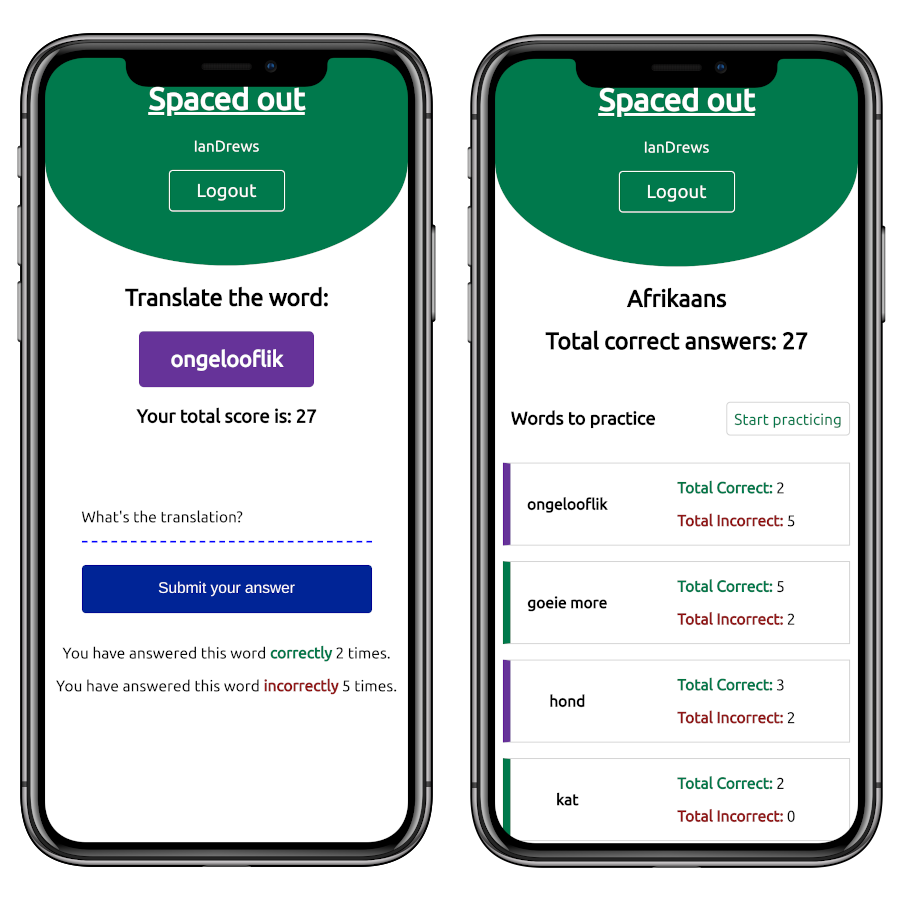 Spaced out
IanDrews
Logout
Translate the word:
ongelooflik
Your total score is: 27
What's the translation?
Submit your answer
You have answered this word correctly 2 times.
You have answered this word incorrectly 5 times.
Spaced out
IanDrews
Logout
Afrikaans
Total correct answers: 27
Words to practice
Start practicing
ongelooflik
Total Correct: 2
Total Incorrect: 5
goeie more
Total Correct: 5
Total Incorrect: 2
hond
Total Correct: 3
Total Incorrect: 2
kat
Total Correct: 2
Total Incorrect: 0